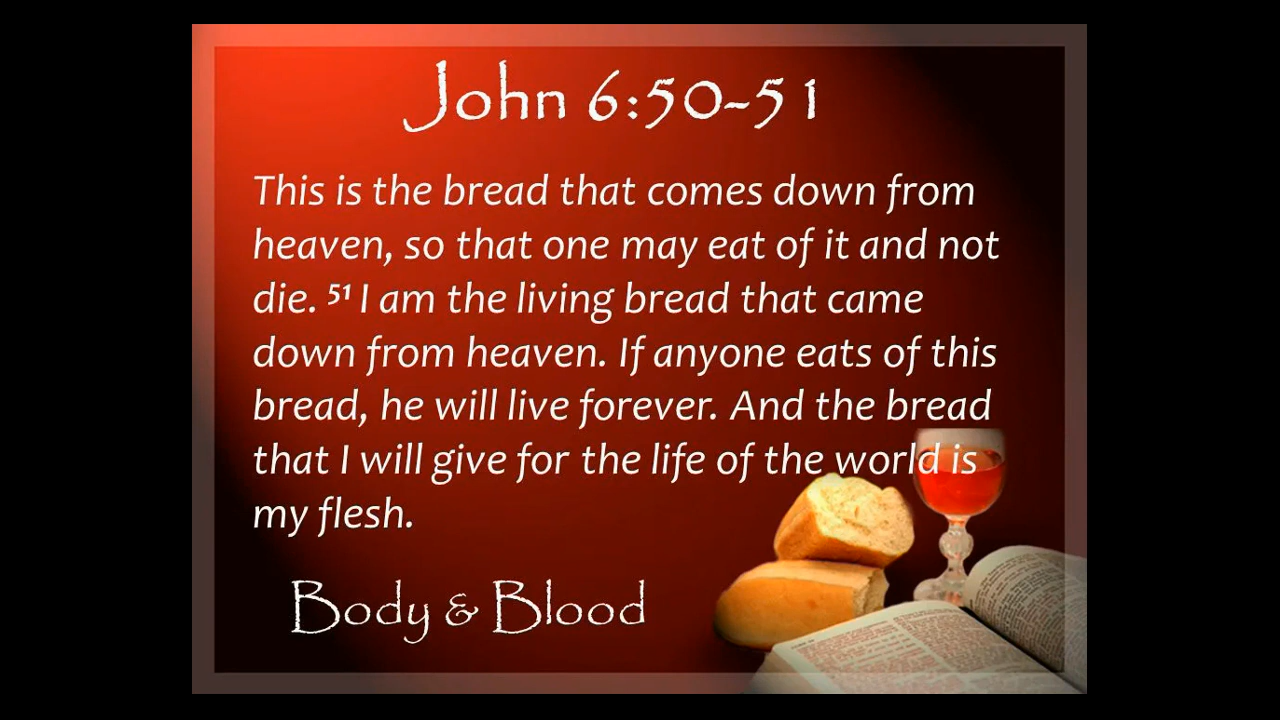 John 6:50-51
This is the bread that comes down from
heaven, so that one may eat of it and not
die. 51 I am the living bread that came
down from heaven. If anyone eats of this
bread, he will live forever. And the bread
that I will give for the life of the world is
my flesh.
Body & Blood